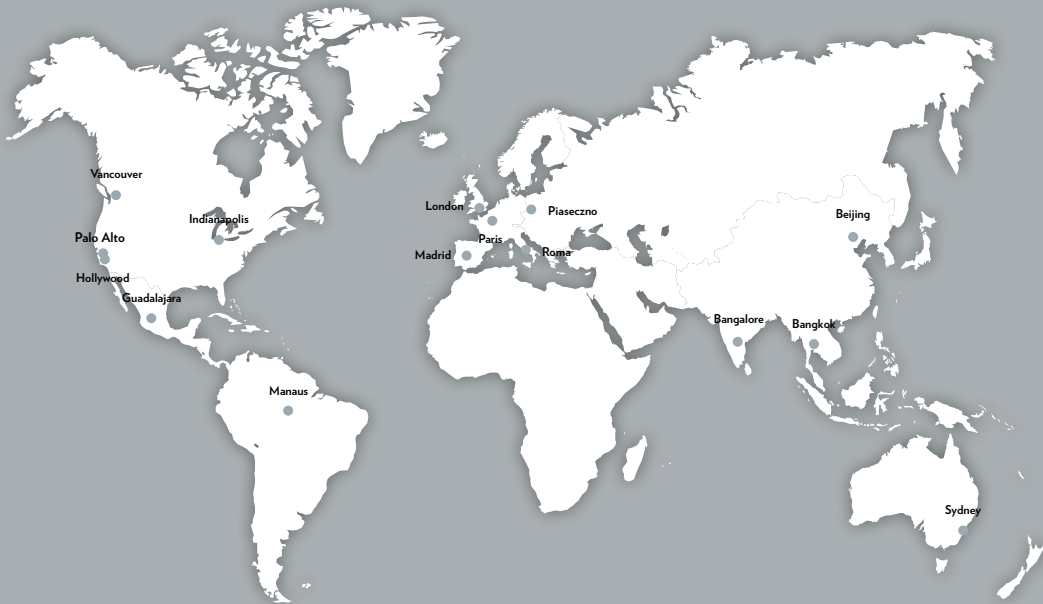 Vancouver
Indianapolis
Palo Alto
Hollywood
Guadalajara
Manaus
London
Piaseczno
Paris
Madrid
Roma
Beijing
Bangalore
Bangkok
Sydney